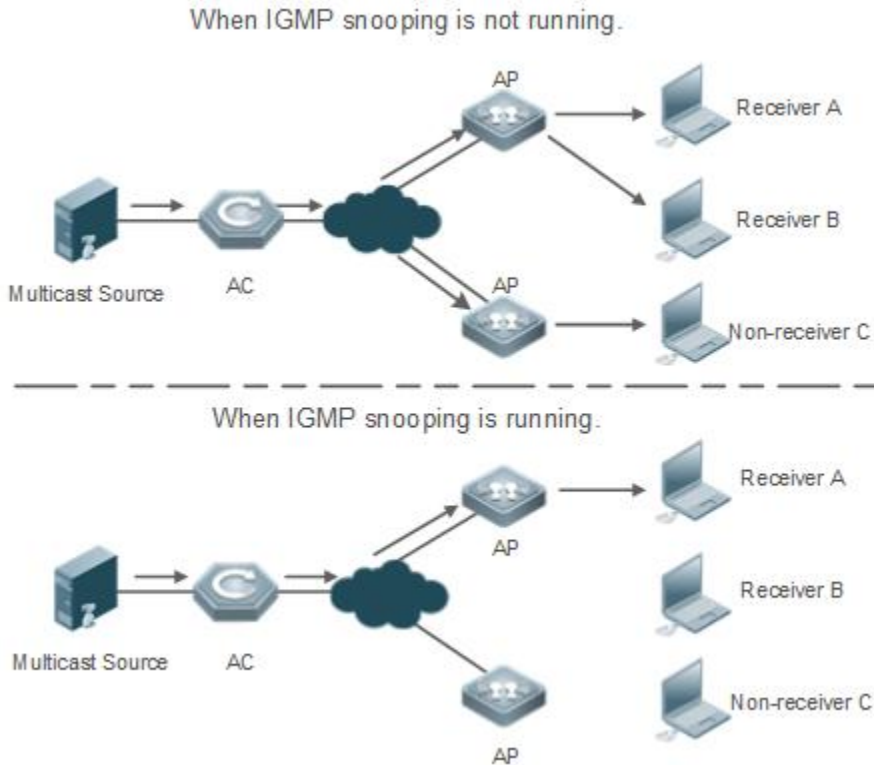 When IGMP snooping is not running.
AP
Receiver A
Receiver B
Multicast Source
AC
AP
Non-receiver C
When IGMP snooping is running.
Receiver A
AP
Receiver B
Multicast Source
AC
Non-receiver C
AP